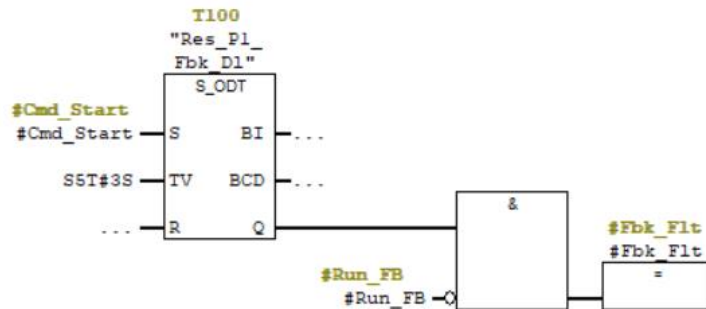 T100
"Res_P1_
Fbk_D1"
S_ODT
#Cmd_Start
#Cmd_Start S BI ...
S5T#3S TV BCD ...
... R Q
&
#Fbk_Flt
#Fbk_Flt
=
#Run_FB
#Run_FB